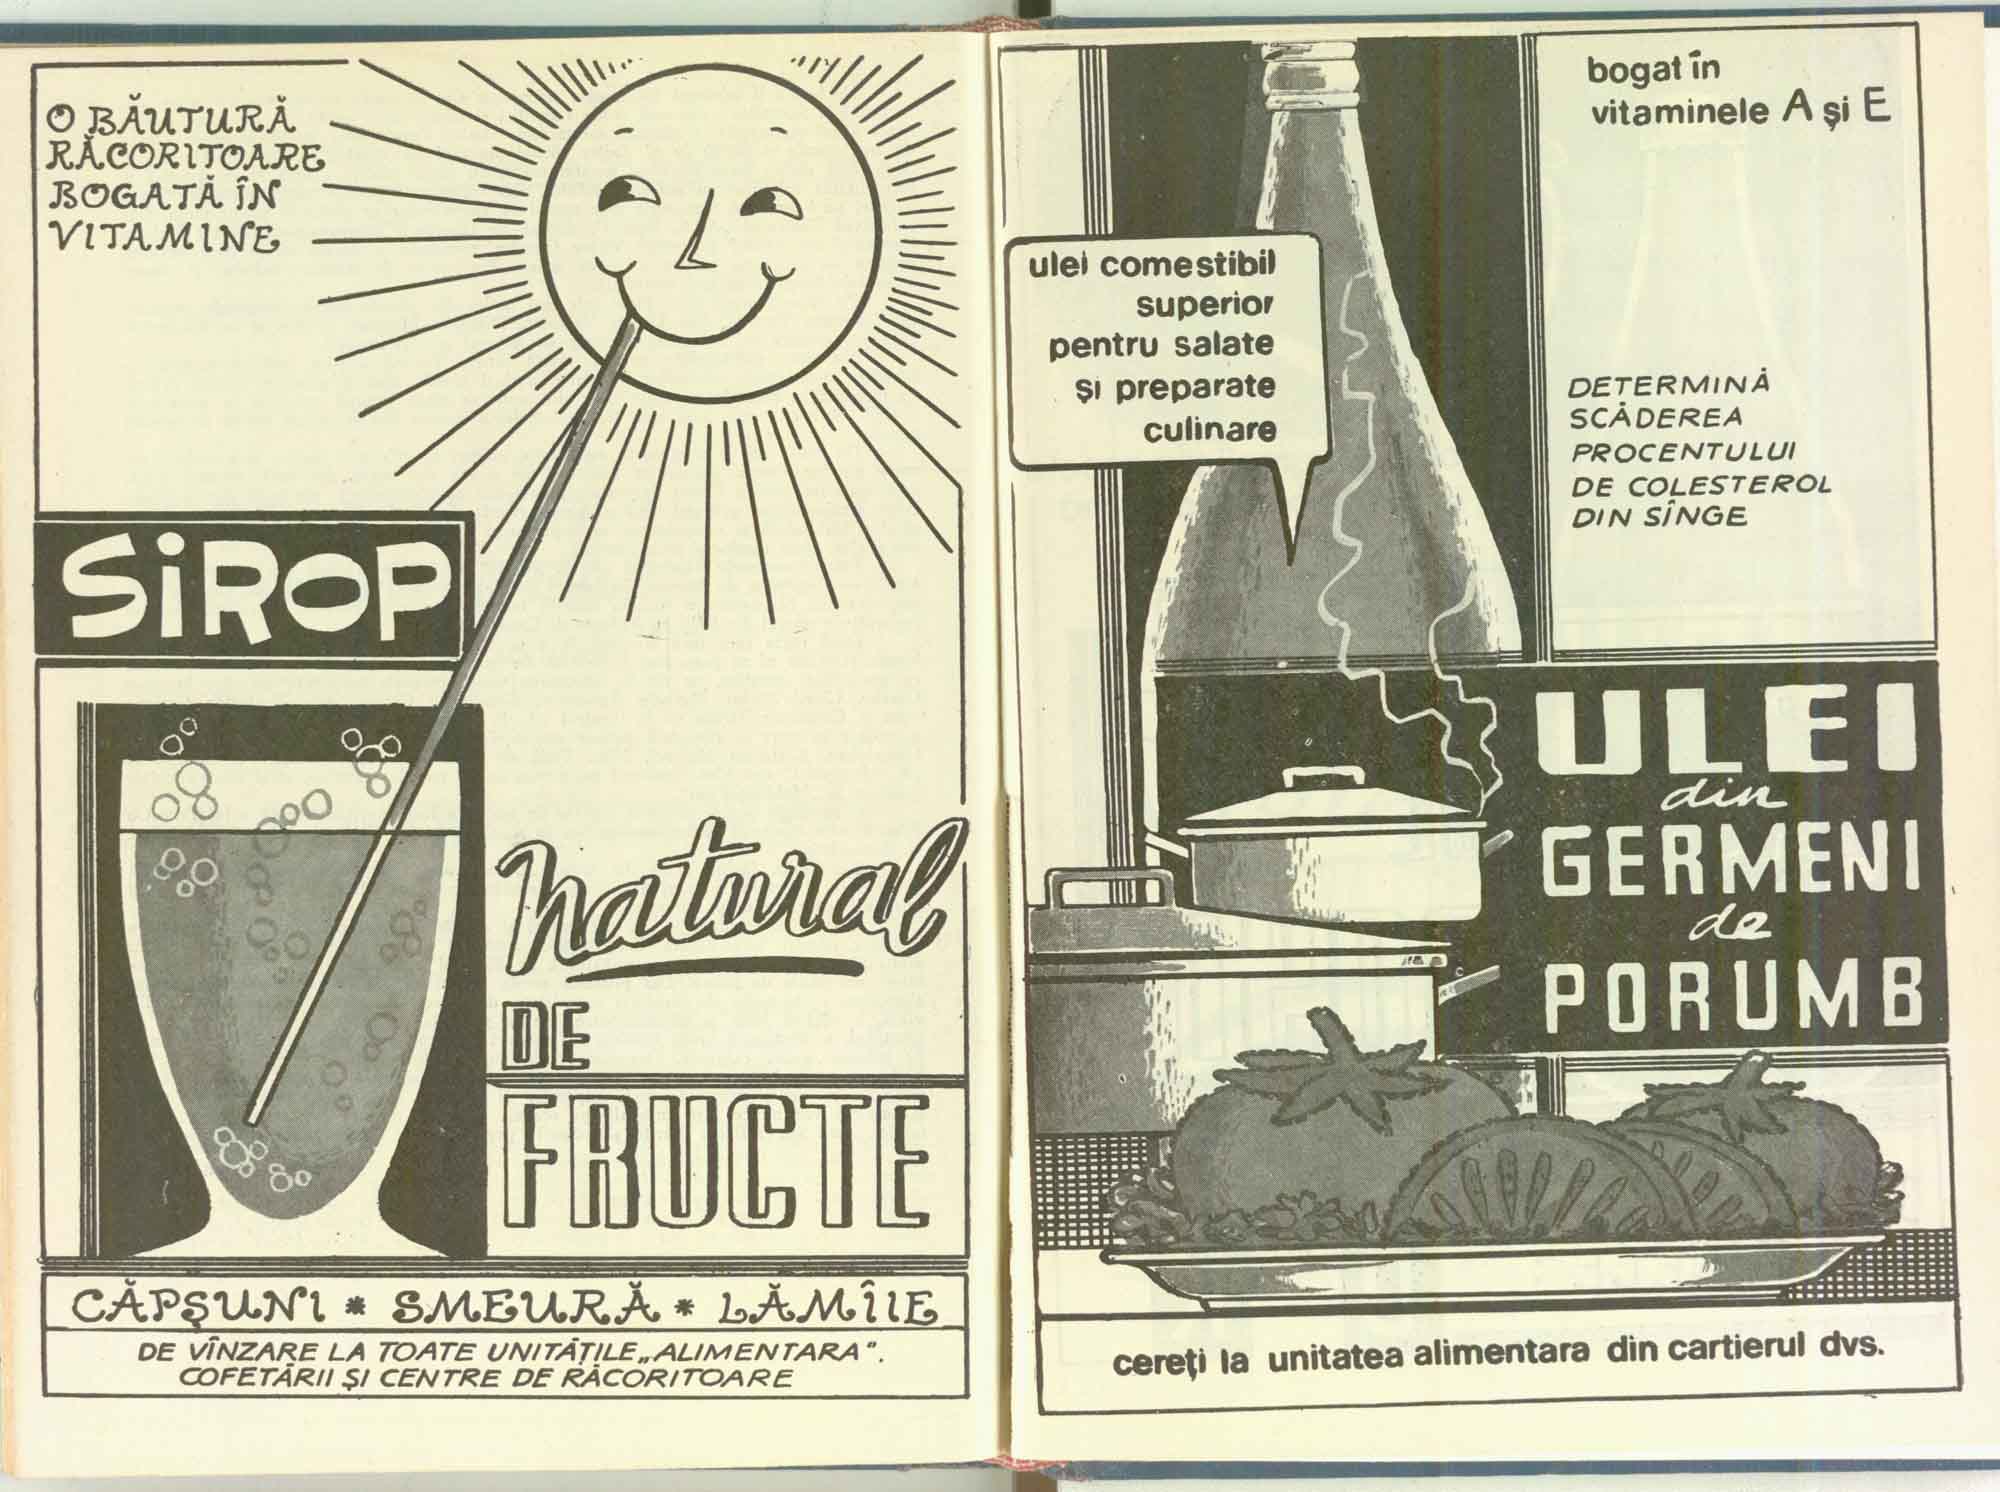 O BĂUTURĂ
RĂCORITOARE
BOGATĂ ÎN
VITAMINE
SiROP
natural
DE
FRUCTE
CĂPŞUNI * SMEURĂ * LĂMÎIE
DE VÎNZARE LA TOATE UNITĂŢILE „ALIMENTARA".
COFETĂRII ŞI CENTRE DE RĂCORITOARE
bogat în
vitaminele A şi E
ulei comestibil
superior
pentru salate
şi preparate
culinare
DETERMINĂ
SCĂDEREA
PROCENTULUI
DE COLESTEROL
DIN SÎNGE
ULEI
din
GERMENI
de
PORUMB
cereţi la unitatea alimentara din cartierul dvs.